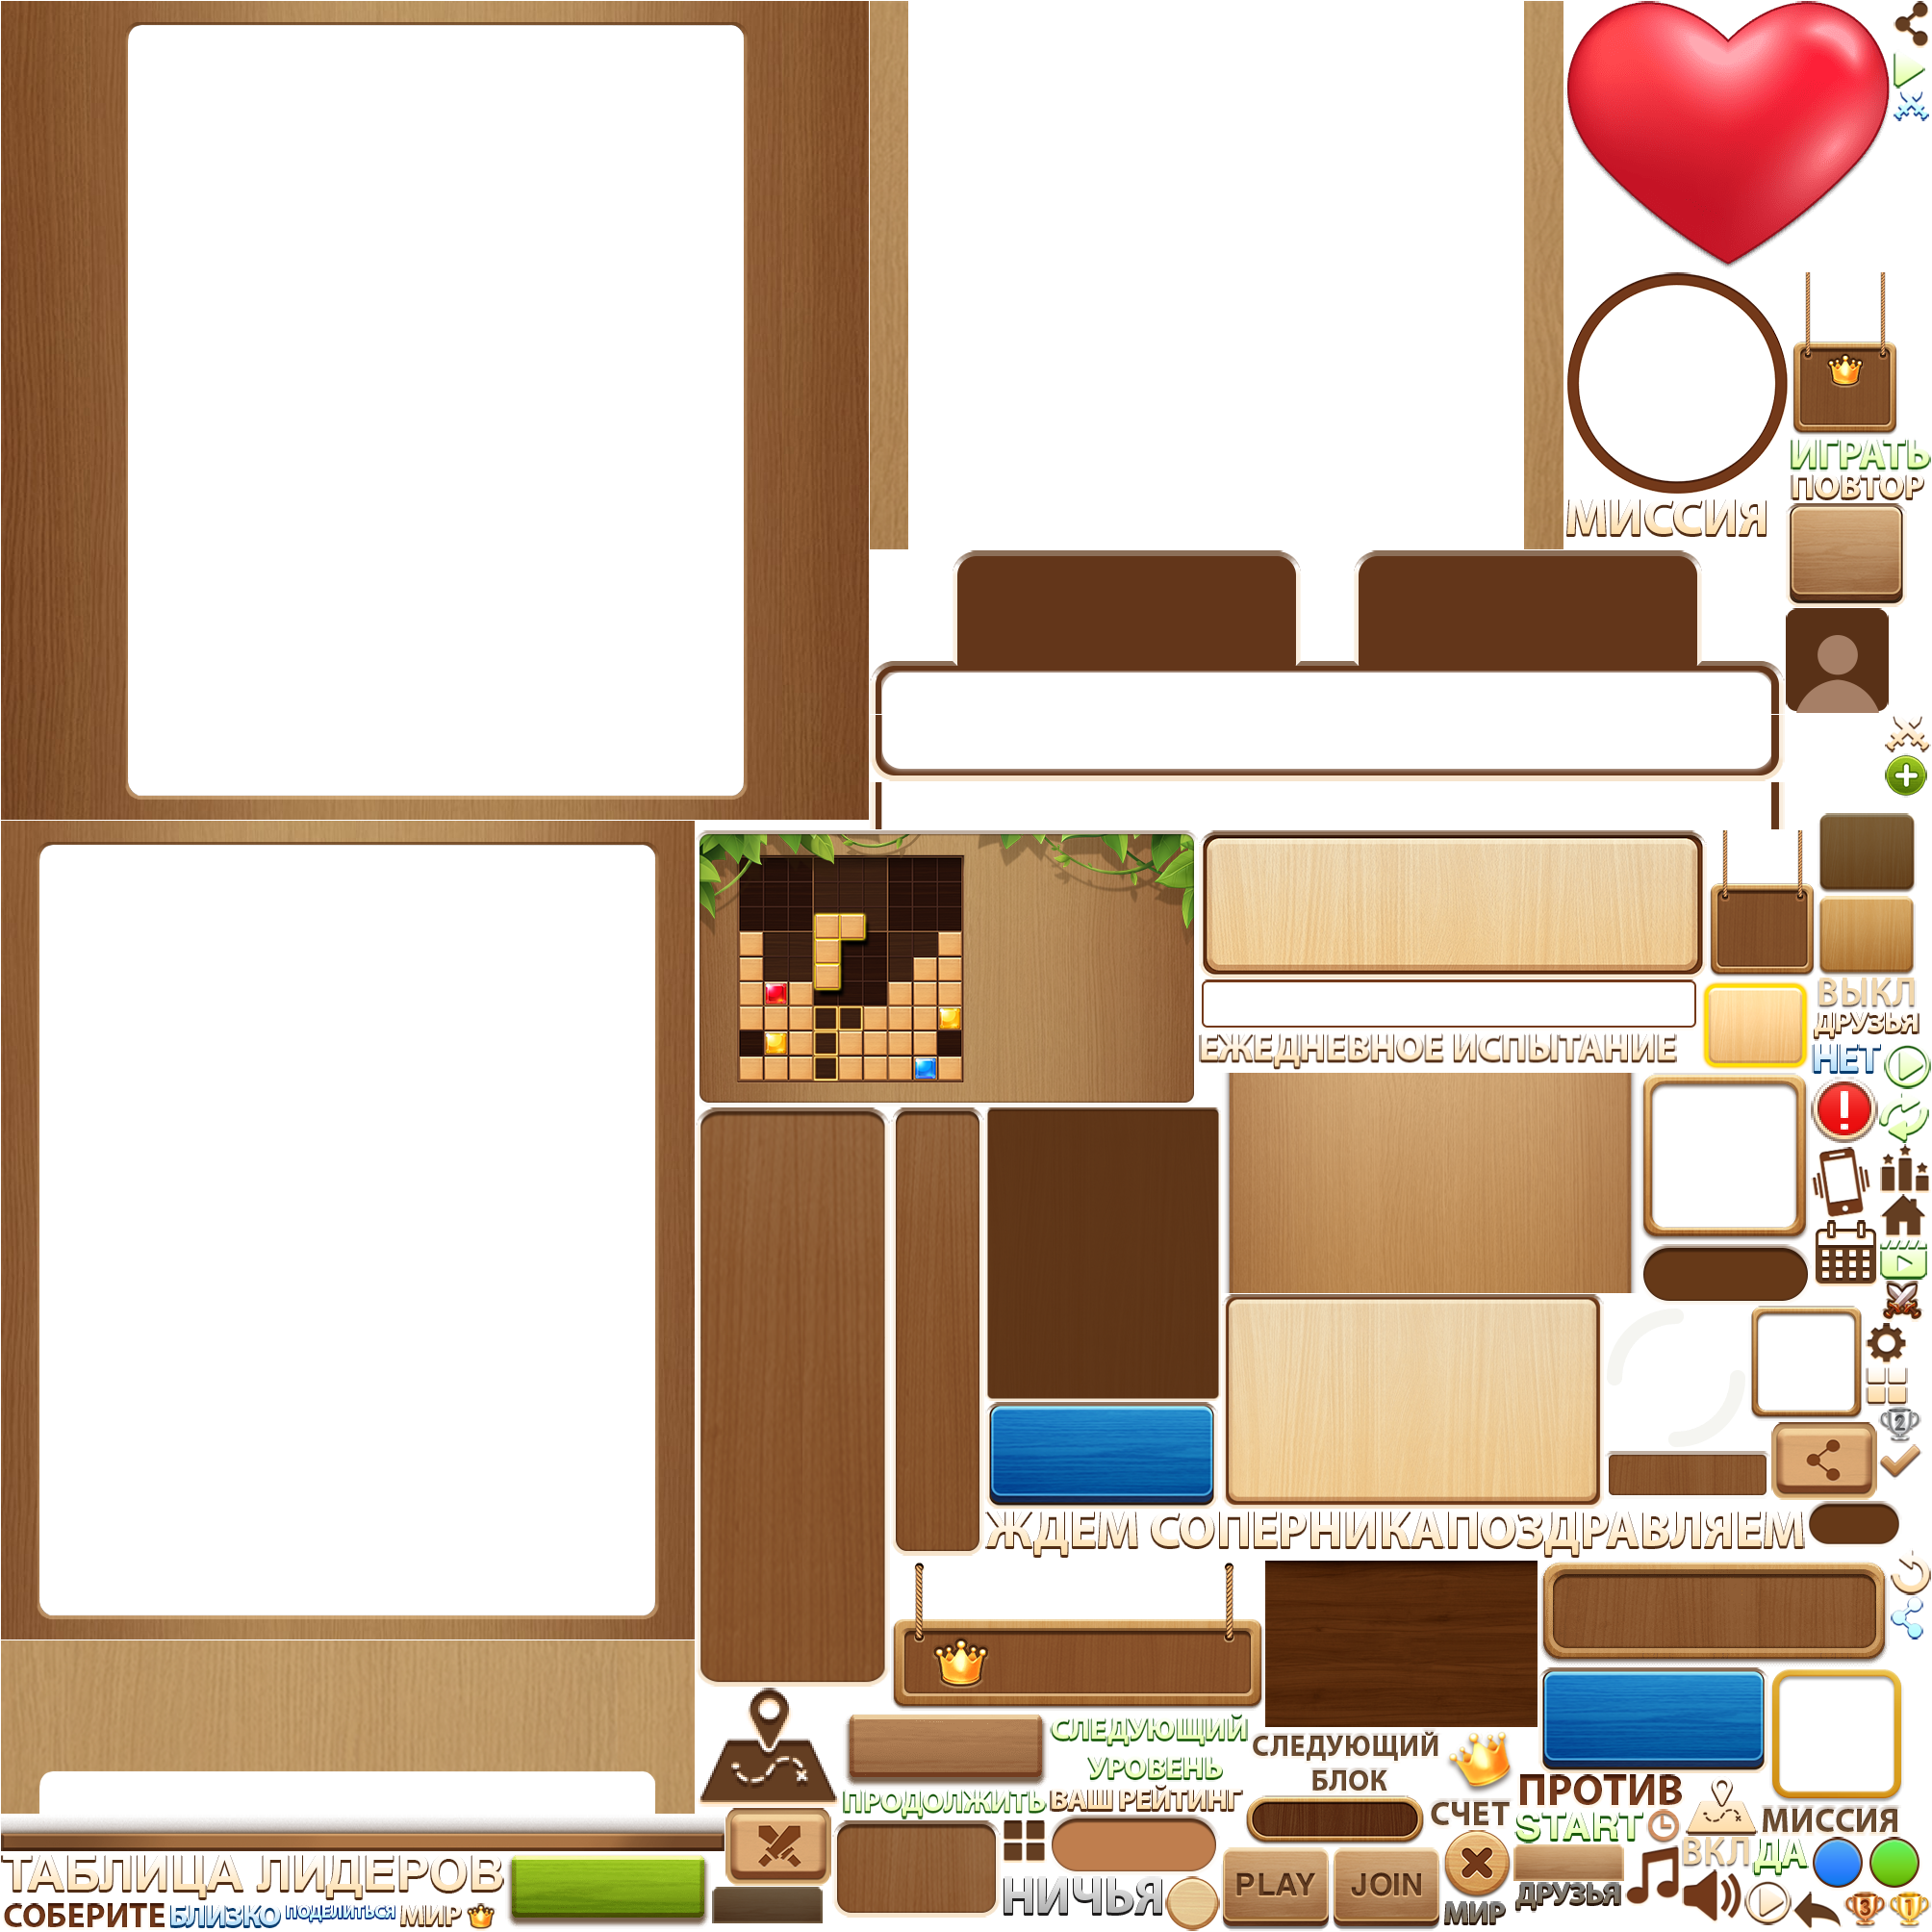 ИГРАТЬ
ПОВТОР
МИССИЯ
ВЫКЛ
ДРУЗЬЯ
ЕЖЕДНЕВНОЕ ИСПЫТАНИЕ
НЕТ
2
ЖДЕМ СОПЕРНИКА
ПОЗДРАВЛЯЕМ
СЛЕДУЮЩИЙ
УРОВЕНЬ
СЛЕДУЮЩИЙ
БЛОК
ПРОДОЛЖИТЬ
ВАШ РЕЙТИНГ
СЧЕТ
ПРОТИВ
START
МИССИЯ
ВКЛ
ДА
ТАБЛИЦА ЛИДЕРОВ
PLAY
JOIN
НИЧЬЯ
ДРУЗЬЯ
СОБЕРИТЕ
БЛИЗКО
ПОДЕЛИТЬСЯ
МИР
МИР
3
1